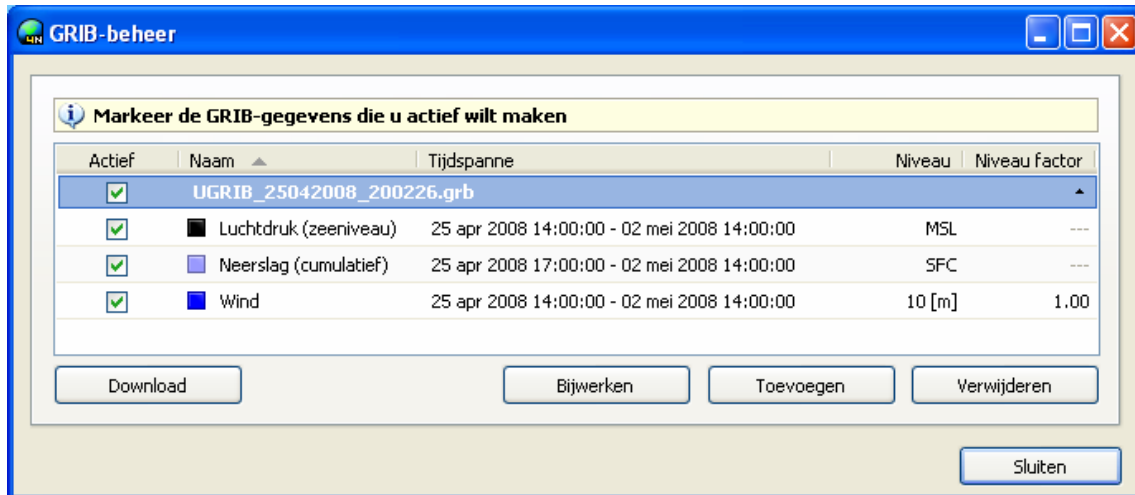 GRIB-beheer
Markeer de GRIB-gegevens die u actief wilt maken
Actief Naam Tijdspanne Niveau Niveau factor
UGRIB_25042008_200226.grb
Luchtdruk (zeeniveau) 25 apr 2008 14:00:00 - 02 mei 2008 14:00:00 MSL ---
Neerslag (cumulatief) 25 apr 2008 17:00:00 - 02 mei 2008 14:00:00 SFC ---
Wind 25 apr 2008 14:00:00 - 02 mei 2008 14:00:00 10 [m] 1.00
Download Bijwerken Toevoegen Verwijderen
Sluiten